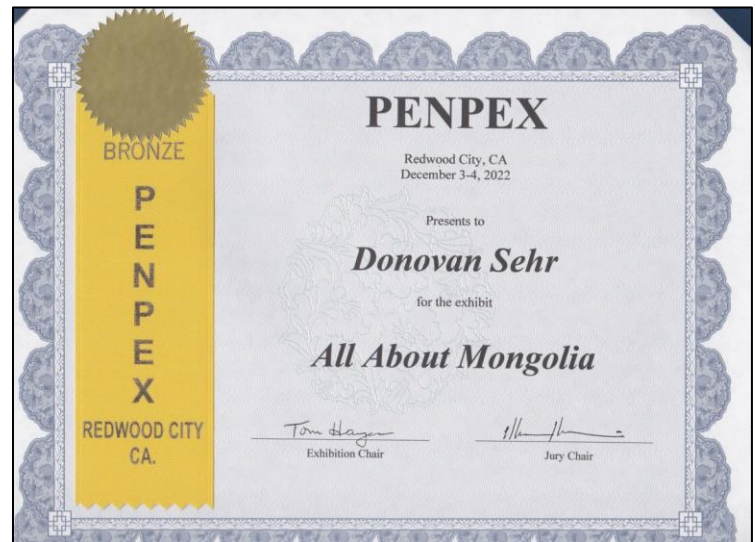 BRONZE
PENPEX
REDWOOD CITY
CA.
PENPEX
Redwood City, CA
December 3-4, 2022
Presents to
Donovan Sehr
for the exhibit
All About Mongolia
Exhibition Chair
Jury Chair